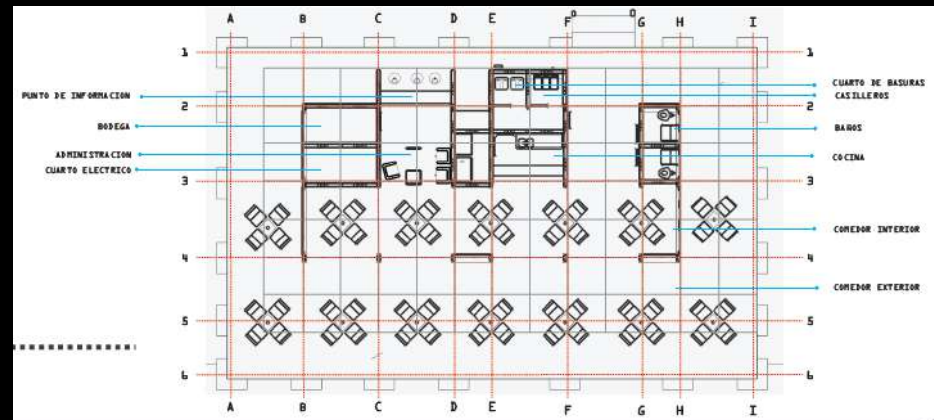 A B C D E F G H I
1 1
PUNTO DE INFORMACION
CUARTO DE BASURAS
CASILLEROS
2 2
BODEGA
BAÑOS
ADMINISTRACION
COCINA
CUARTO ELECTRICO
3 3
COMEDOR INTERIOR
4 4
COMEDOR EXTERIOR
5 5
6 6
A B C D E F G H I